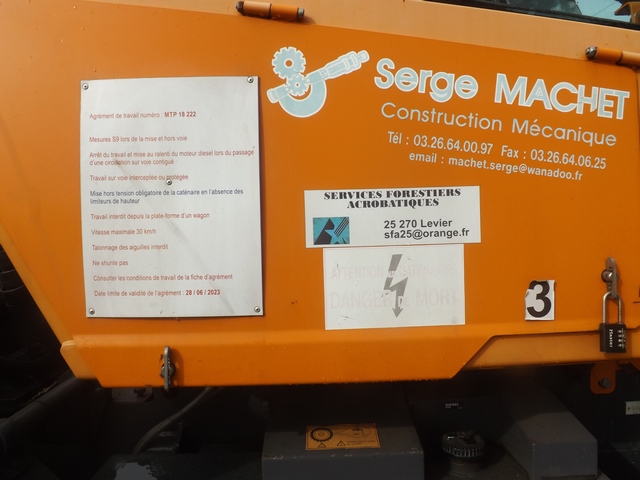 Agrément de travail numéro : MTP 18 222
Mesures S9 lors de la mise et hors voie
Arrêt du travail et mise au ralenti du moteur diesel lors du passage
d'une circulation sur voie contiguë
Travail sur voie interceptée ou protégée
Mise hors tension obligatoire de la caténaire en l'absence des
limiteurs de hauteur
Travail interdit depuis la plate-forme d'un wagon
Vitesse maximale 30 km/h
Talonnage des aiguilles interdit
Ne shunte pas
Consulter les conditions de travail de la fiche d'agrément
Date limite de validité de l'agrément : 28 / 06 / 2023
Serge MACHET
Construction Mécanique
Tél : 03.26.64.00.97 Fax : 03.26.64.06.25
email : machet.serge@wanadoo.fr
SERVICES FORESTIERS
ACROBATIQUES
25 270 Levier
sfa25@orange.fr
ATTENTION
DANGER DE MORT
3
Master